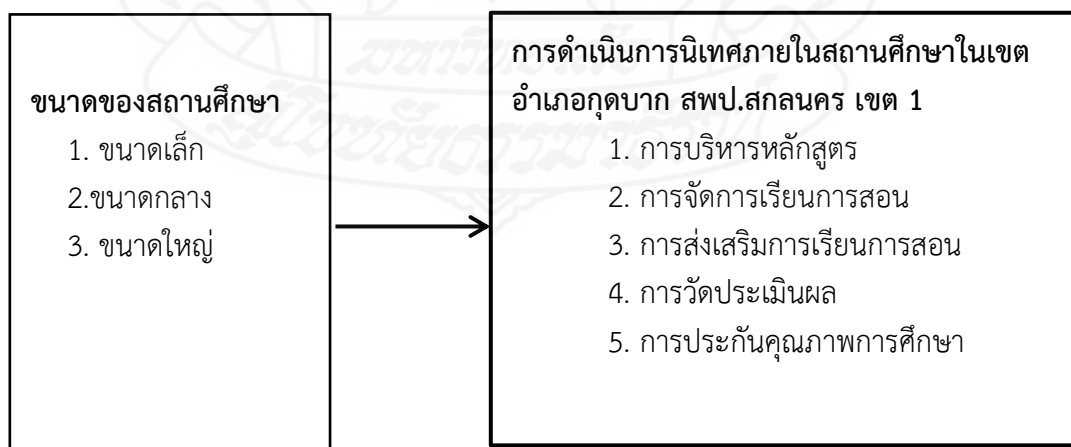 ขนาดของสถานศึกษา
1. ขนาดเล็ก
2.ขนาดกลาง
3. ขนาดใหญ่
การดำเนินการนิเทศภายในสถานศึกษาในเขต
อำเภอกุดบาก สพป.สกลนคร เขต 1
1. การบริหารหลักสูตร
2. การจัดการเรียนการสอน
3. การส่งเสริมการเรียนการสอน
4. การวัดประเมินผล
5. การประกันคุณภาพการศึกษา